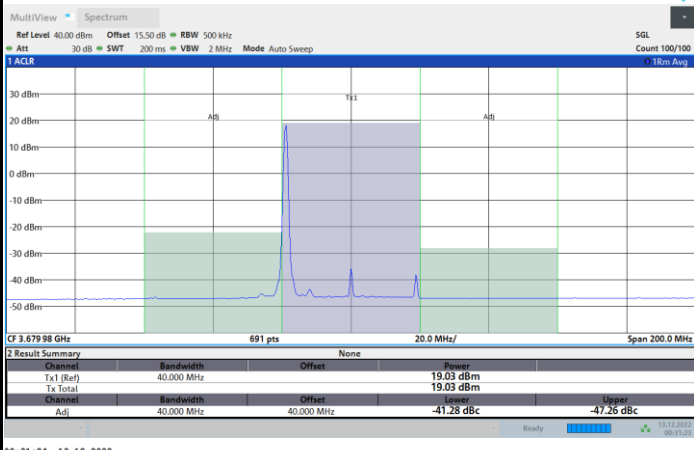 MultiView Spectrum
Ref Level 40.00 dBm Offset 15.50 dB RBW 500 kHz SGL
Att 30 dB SWT 200 ms VBW 2 MHz Mode Auto Sweep Count 100/100
1 ACLR 1Rm Avg
30 dBm
Tx1
20 dBm
Adj Adj
10 dBm
0 dBm
-10 dBm
-20 dBm
-30 dBm
-40 dBm
-50 dBm
CF 3.67998 GHz 691 pts 20.0 MHz/ Span 200.0 MHz
2 Result Summary None
Channel Bandwidth Offset Power
Tx1 (Ref) 40.000 MHz 19.03 dBm
Tx Total 19.03 dBm
Channel Bandwidth Offset Lower Upper
Adj 40.000 MHz 40.000 MHz -41.28 dBc -47.26 dBc
Ready 13.12.2022
00:31:23